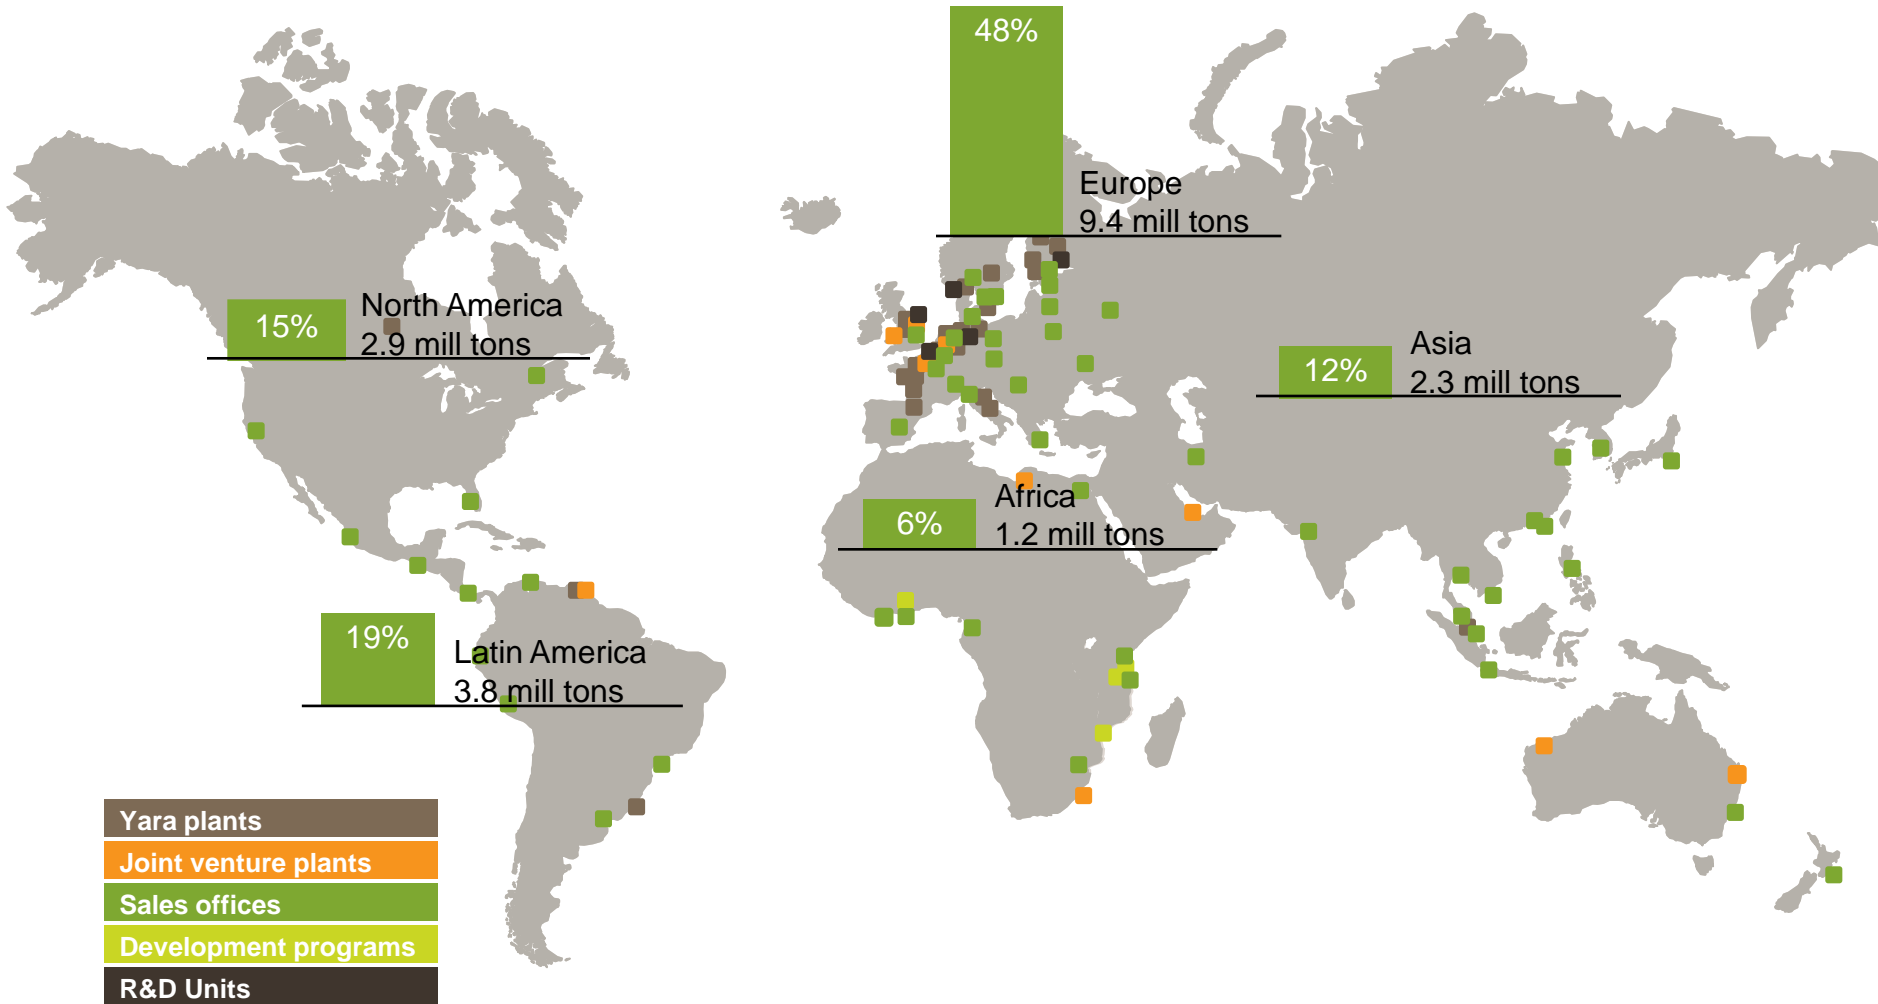 48%
Europe
9.4 mill tons
15%
North America
2.9 mill tons
12%
Asia
2.3 mill tons
6%
Africa
1.2 mill tons
19%
Latin America
3.8 mill tons
Yara plants
Joint venture plants
Sales offices
Development programs
R&D Units